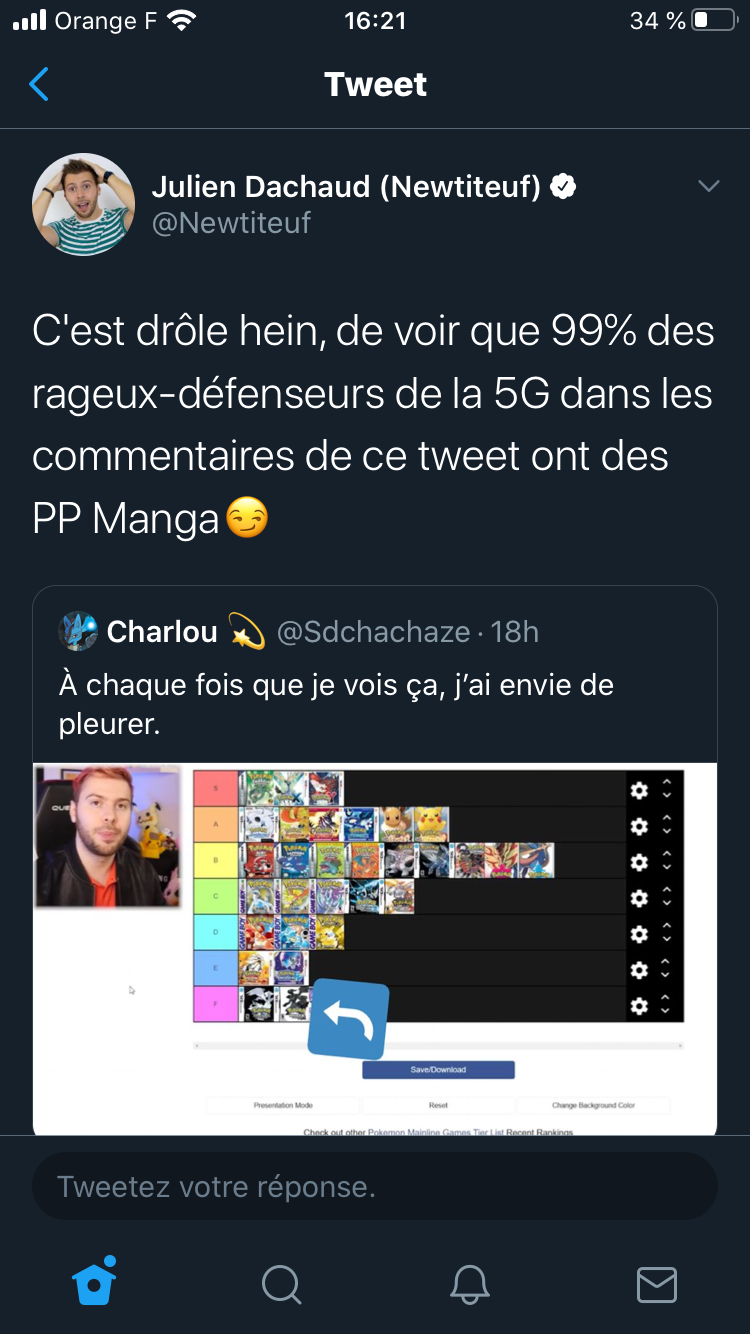 Orange F
16:21
34 %
Tweet
Julien Dachaud (Newtiteuf)
@Newtiteuf
C'est drôle hein, de voir que 99% des
rageux-défenseurs de la 5G dans les
commentaires de ce tweet ont des
PP Manga😏
Charlou 💫 @Sdchachaze · 18h
À chaque fois que je vois ça, j’ai envie de
pleurer.
S
A
B
C
D
E
F
GAME BOY
Save/Download
Presentation Mode
Reset
Change Background Color
Check out other Pokemon Mainline Games Tier List Recent Rankings
Tweetez votre réponse.